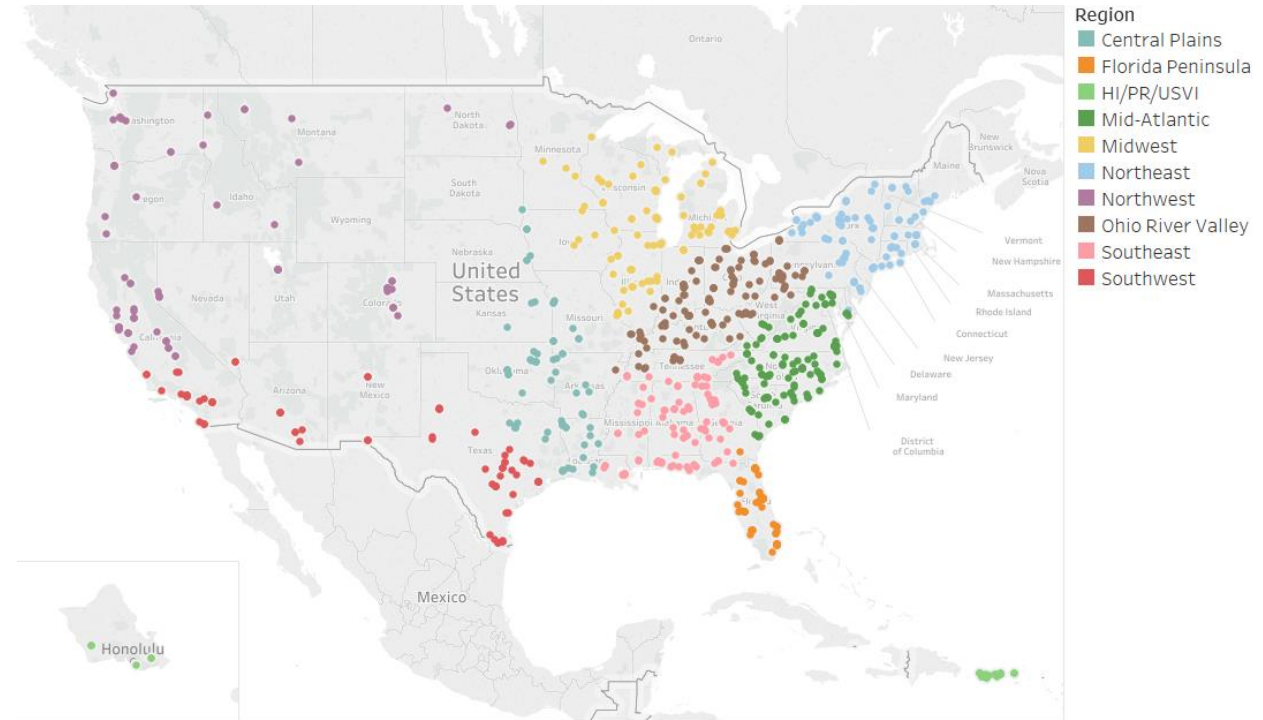 Region
Central Plains
Florida Peninsula
HI/PR/USVI
Mid-Atlantic
Midwest
Northeast
Northwest
Ohio River Valley
Southeast
Southwest
Ontario
North
Dakota
Montana
Minnesota
New
Brunswick
Maine
Nova
Scotia
South
Dakota
Idaho
Wyoming
Vermont
New Hampshire
Nebraska
United
States
Nevada
Utah
Kansas
Missouri
West
Massachusetts
Rhode Island
Connecticut
New Jersey
Delaware
Maryland
District
of Columbia
Arizona
New
Mexico
Texas
Mexico
Honolulu